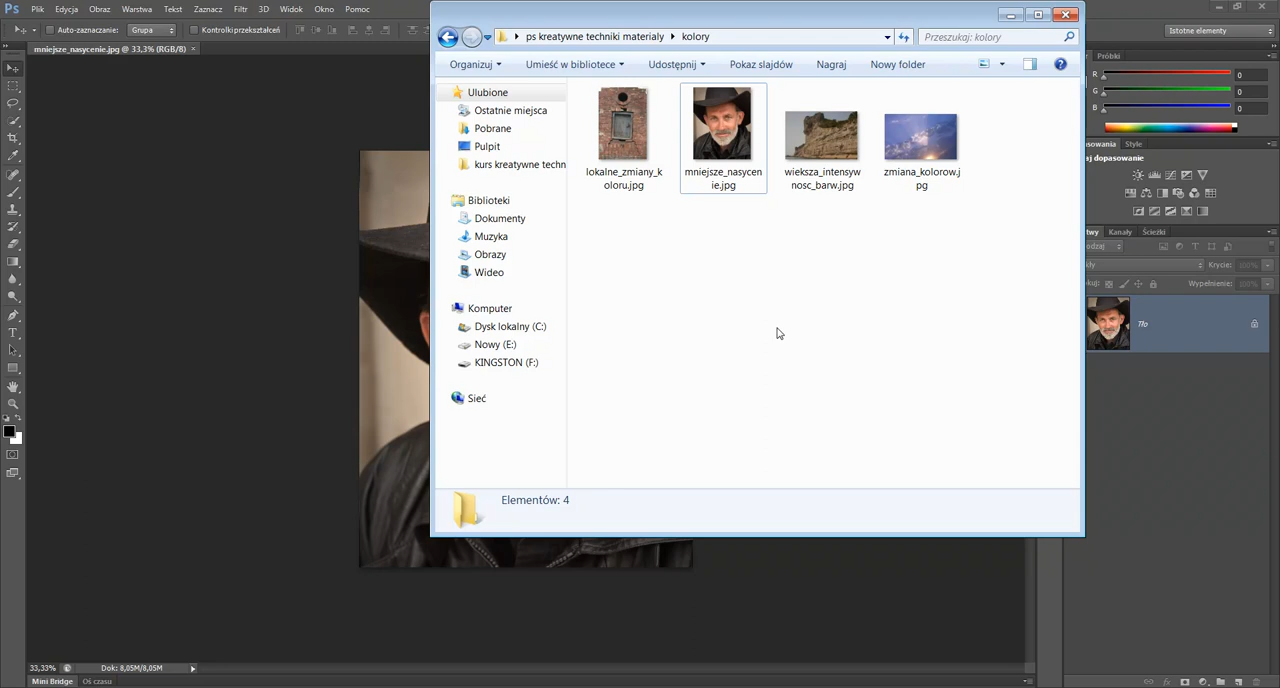 Ps Plik Edycja Obraz Warstwa Tekst Filtr 3D Widok Pomoc
Zaznacz Okno
Auto-zaznaczanie: Grupa Kontrolki przekształceń
mniejsze_nasycenie.jpg @ 33,3% (RGB/8) ×
ps kreatywne techniki materialy kolory
Przeszukaj: kolory
Organizuj Umieść w bibliotece Udostępnij Pokaz slajdów Nagraj Nowy folder
Ulubione
Ostatnie miejsca
Pobrane
Pulpit
kurs kreatywne techn
Biblioteki
Dokumenty
Muzyka
Obrazy
Wideo
Komputer
Dysk lokalny (C:)
Nowy (E:)
KINGSTON (F:)
Sieć
lokalne_zmiany_k
oloru.jpg
mniejsze_nasycen
ie.jpg
wieksza_intensyw
nosc_barw.jpg
zmiana_kolorow.j
pg
Elementów: 4
Istotne elementy
Próbki
R 0
G 0
B 0
Style
Kanały Ścieżki
Krycie: 100%
Wypełnienie: 100%
Tło
33,33% Dok: 8,05M/8,05M
Mini Bridge Oś czasu